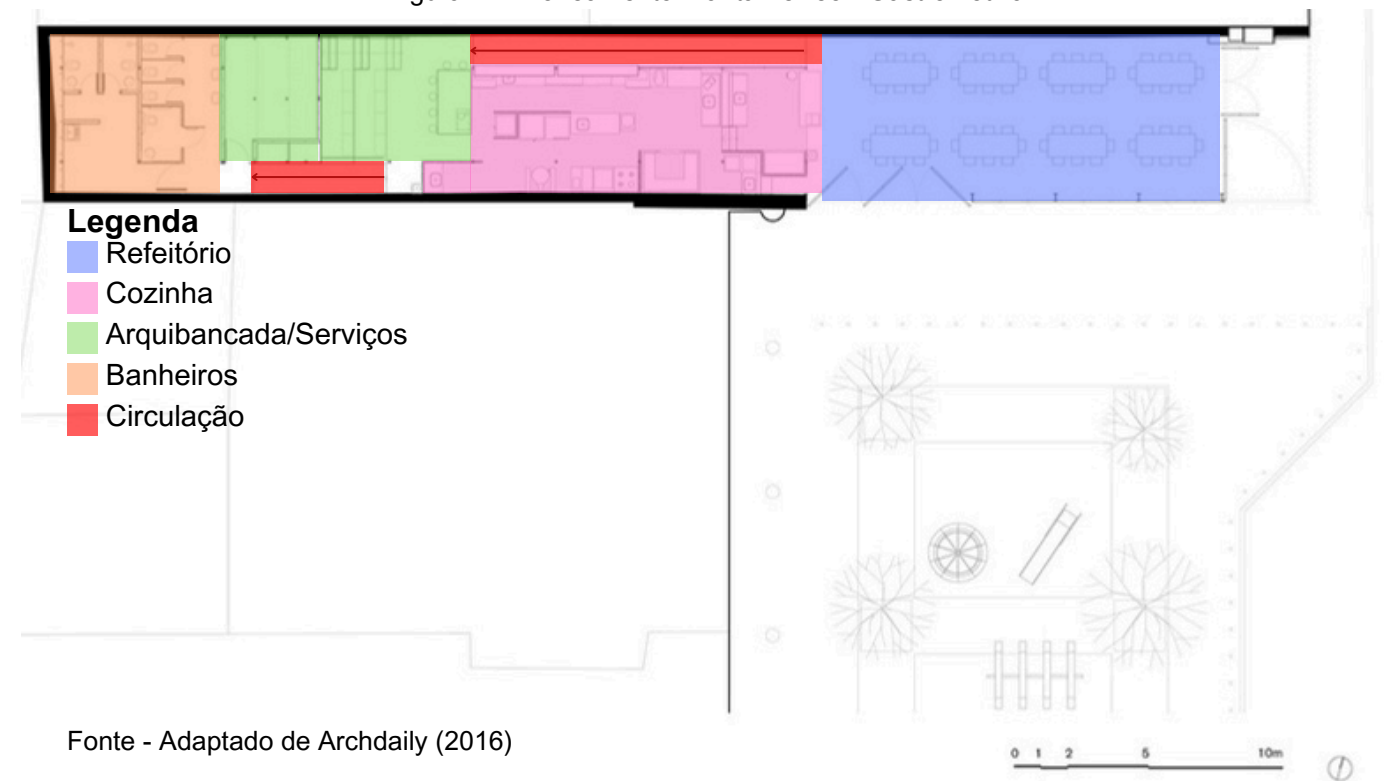 Legenda
Refeitório
Cozinha
Arquibancada/Serviços
Banheiros
Circulação
Fonte - Adaptado de Archdaily (2016)
0 1 2 5 10m